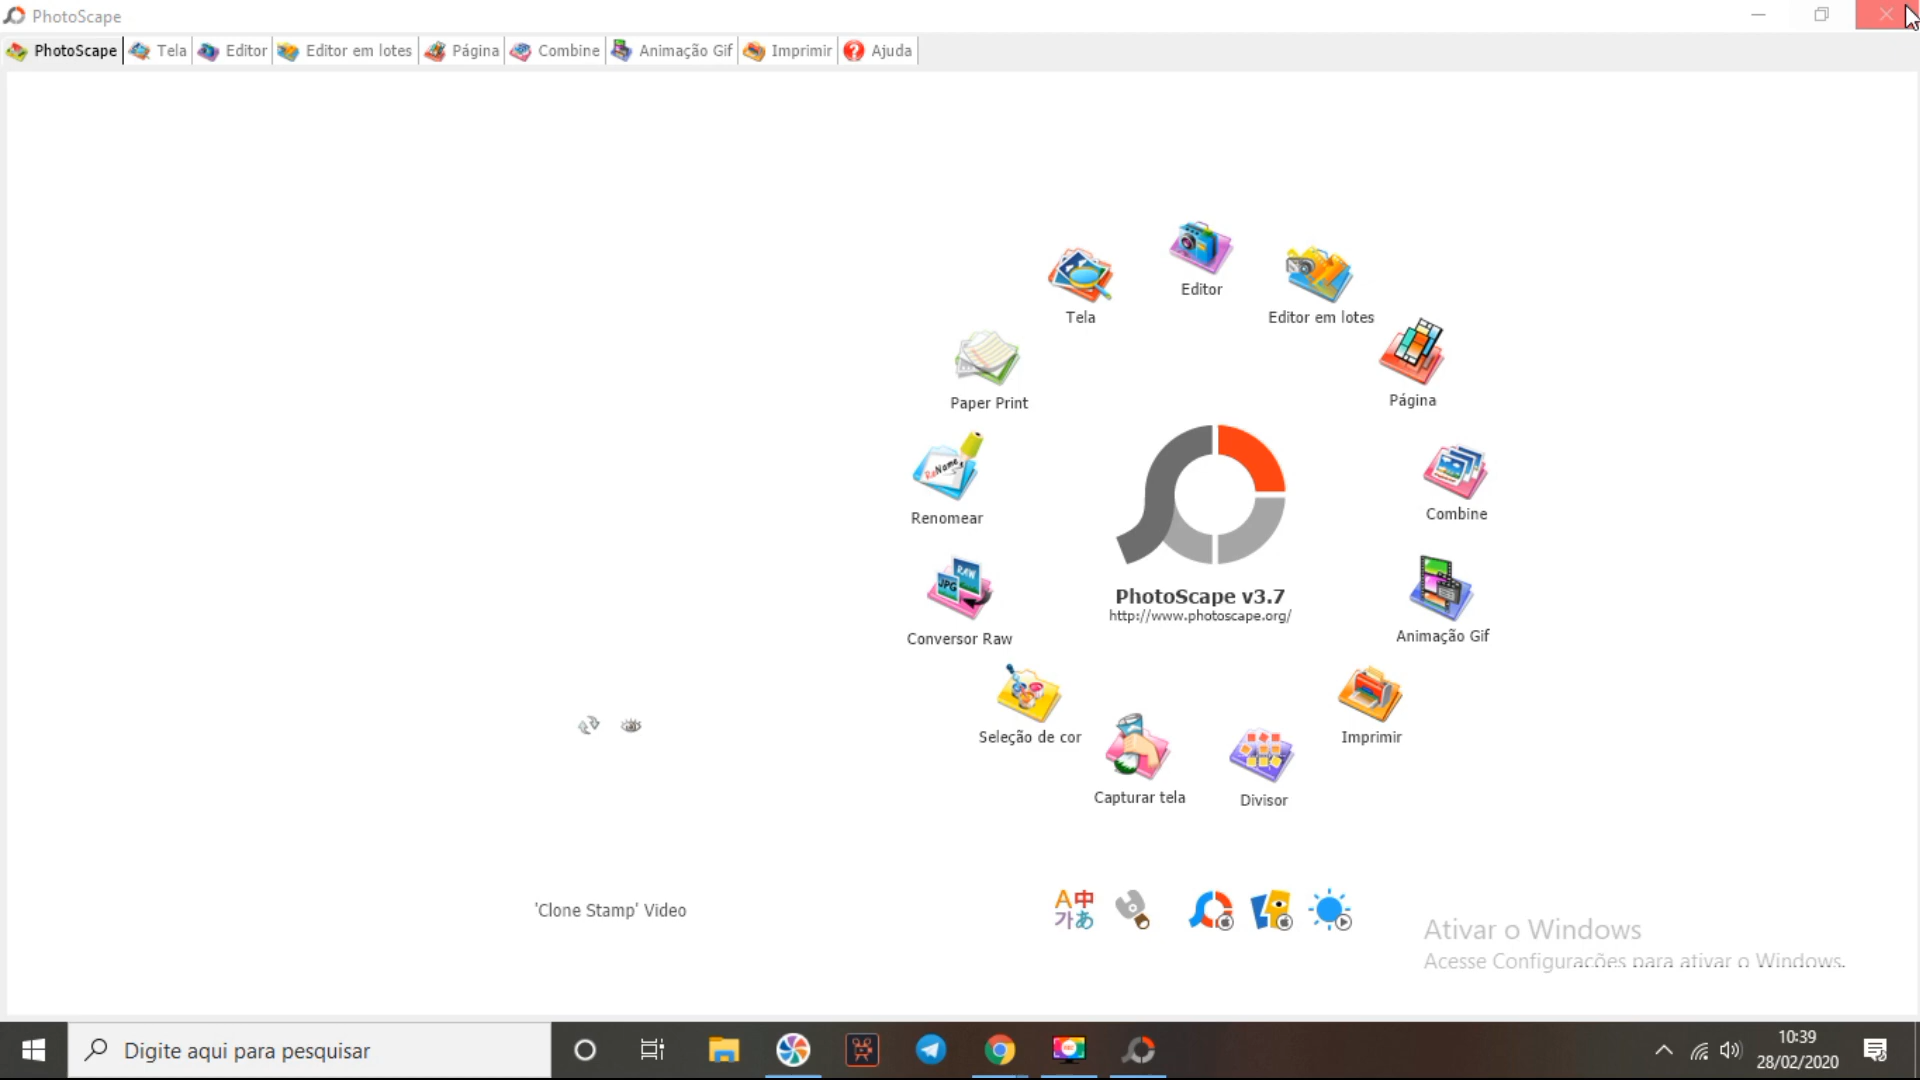 PhotoScape
PhotoScape Tela Editor Editor em lotes Página Combine Animação Gif Imprimir Ajuda
Editor
Tela
Editor em lotes
Página
Paper Print
ReName
Renomear
Combine
RAW
JPG
Conversor Raw
PhotoScape v3.7
http://www.photoscape.org/
Animação Gif
Seleção de cor
Imprimir
Capturar tela
Divisor
'Clone Stamp' Video
A中
가あ
Ativar o Windows
Acesse Configurações para ativar o Windows.
Digite aqui para pesquisar
10:39
28/02/2020